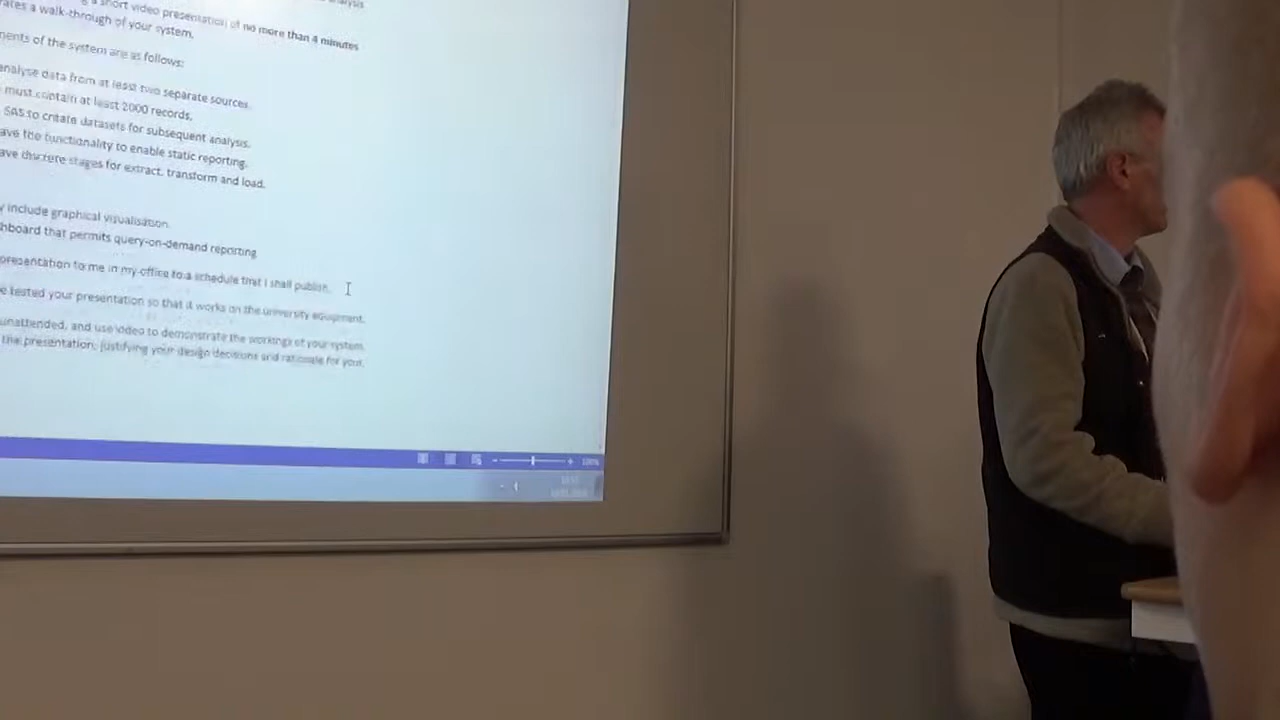 a short video presentation of no more than 4 minutes
rates a walk-through of your system.
ments of the system are as follows:
analyse data from at least two separate sources.
must contain at least 2000 records.
SAS to create datasets for subsequent analysis.
ave the functionality to enable static reporting.
ave discrete stages for extract, transform and load.
y include graphical visualisation.
hboard that permits query-on-demand reporting
presentation to me in my office to a schedule that I shall publish.
e tested your presentation so that it works on the university equipment.
unattended, and use video to demonstrate the workings of your system
the presentation, justifying your design decisions and rationale for your